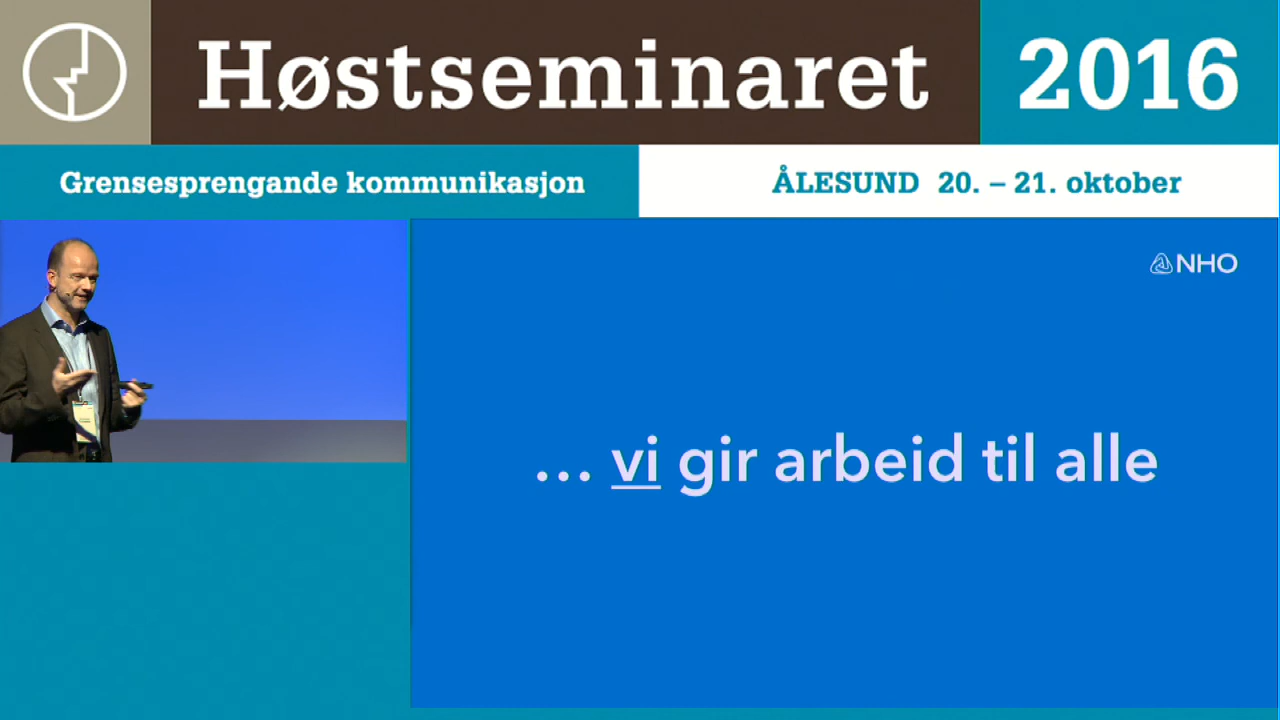 Høstseminaret
2016
Grensesprengande kommunikasjon
ÅLESUND 20. – 21. oktober
NHO
... vi gir arbeid til alle